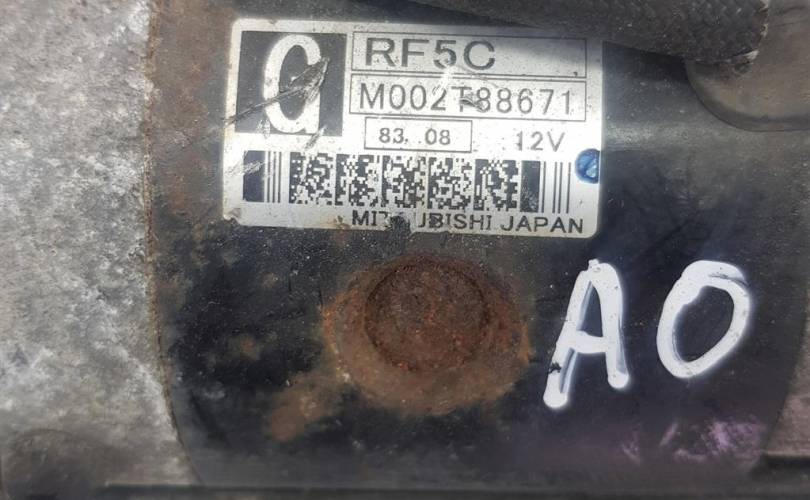 G RF5C
M002T88671
83. 08 12V
MITSUBISHI JAPAN
AO